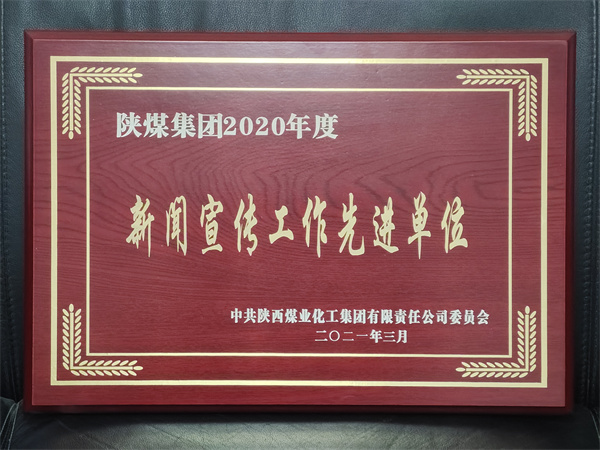 陕煤集团2020年度
新闻宣传工作先进单位
中共陕西煤业化工集团有限责任公司委员会
二〇二一年三月